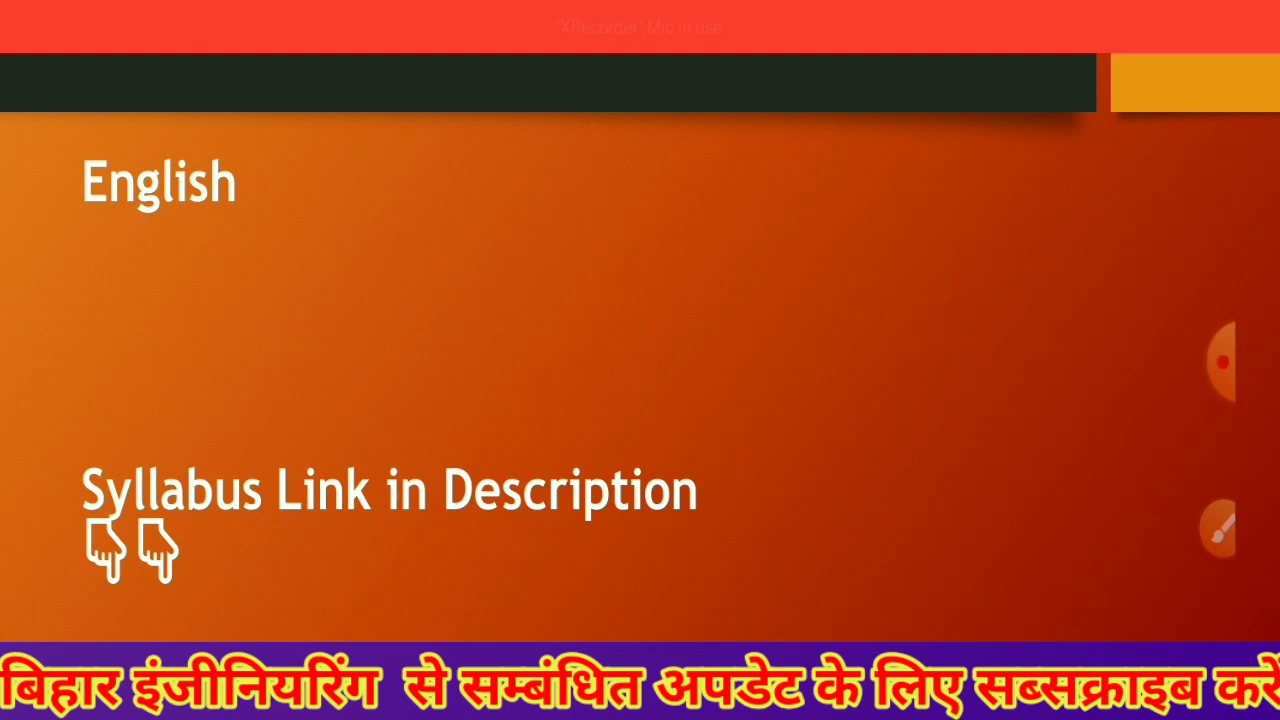 "XRecorder" Mic in use
English
Syllabus Link in Description
👇👇
बिहार इंजीनियरिंग से सम्बंधित अपडेट के लिए सब्सक्राइब करें